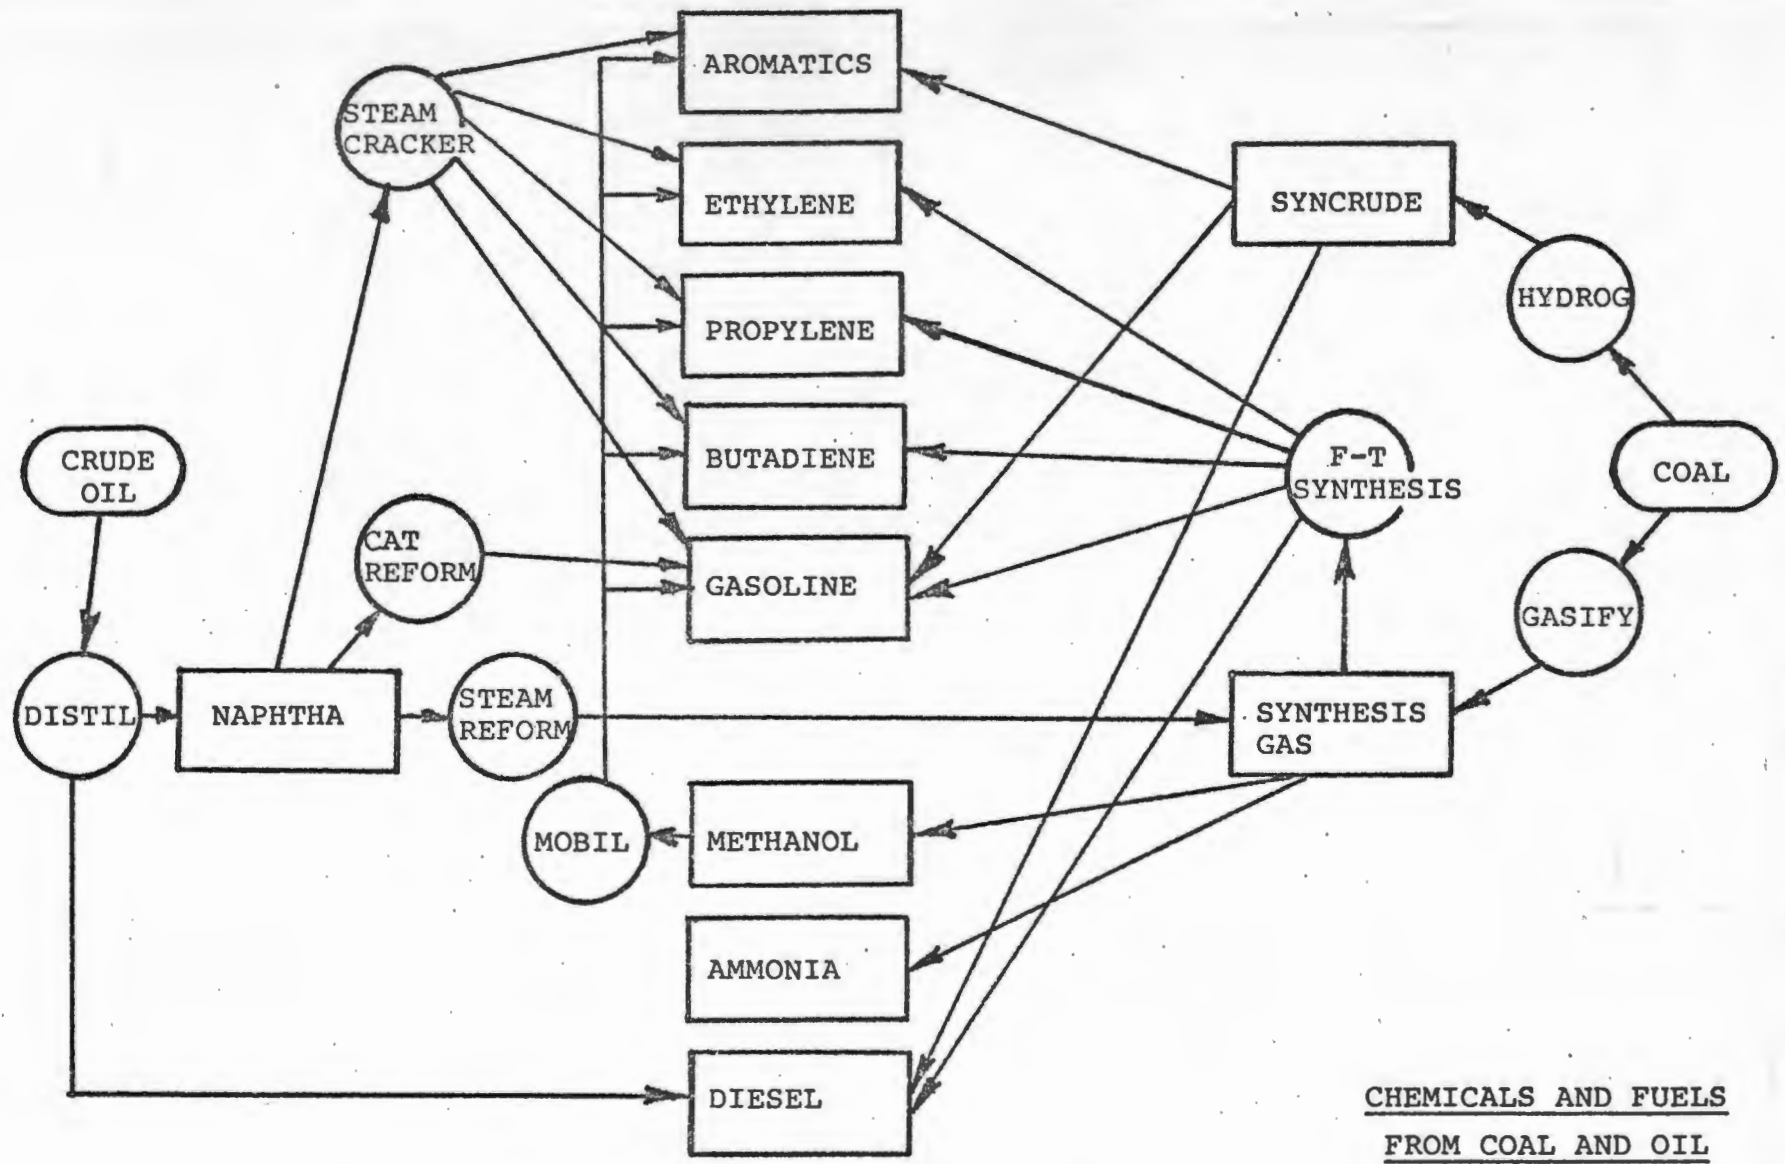 AROMATICS
STEAM
CRACKER
ETHYLENE
SYNCRUDE
HYDROG
PROPYLENE
CRUDE
OIL
BUTADIENE
F-T
SYNTHESIS
COAL
CAT
REFORM
GASOLINE
GASIFY
DISTIL
NAPHTHA
STEAM
REFORM
SYNTHESIS
GAS
MOBIL
METHANOL
AMMONIA
DIESEL
CHEMICALS AND FUELS
FROM COAL AND OIL